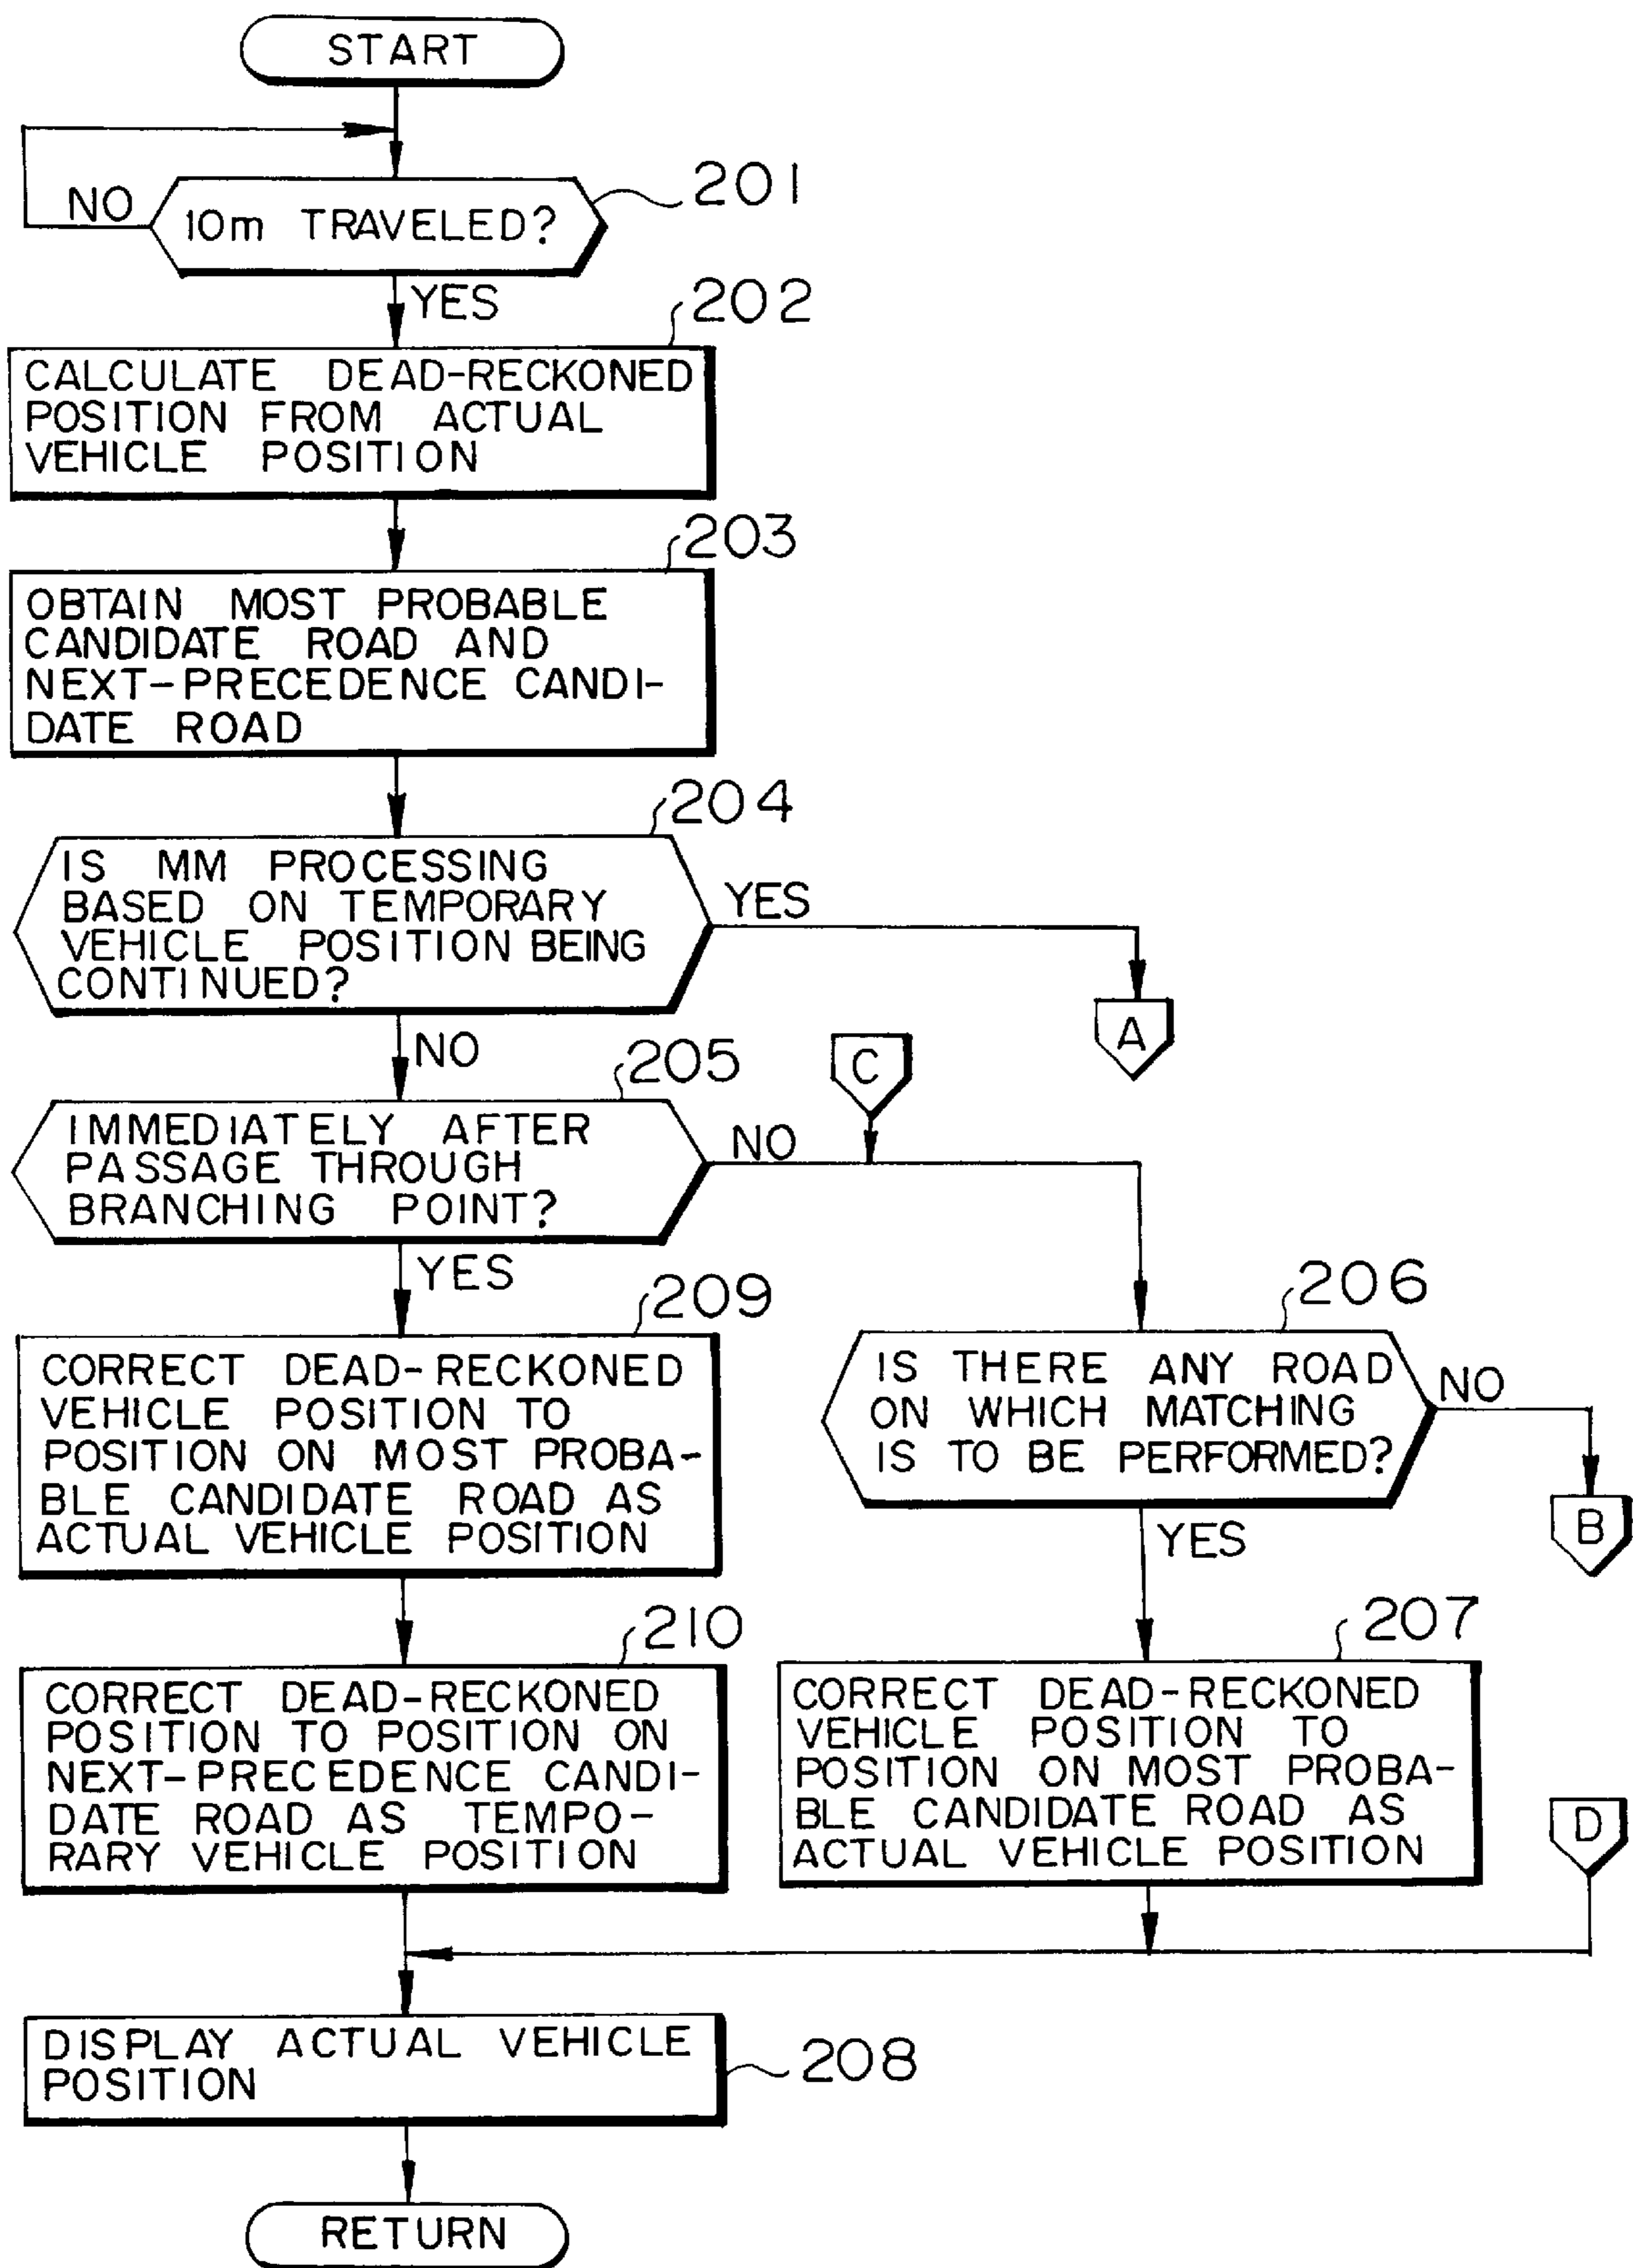 START
NO
10m TRAVELED?
201
YES
202
CALCULATE DEAD-RECKONED
POSITION FROM ACTUAL
VEHICLE POSITION
203
OBTAIN MOST PROBABLE
CANDIDATE ROAD AND
NEXT-PRECEDENCE CANDI-
DATE ROAD
204
IS MM PROCESSING
BASED ON TEMPORARY
VEHICLE POSITION BEING
CONTINUED?
YES
A
NO
C
205
IMMEDIATELY AFTER
PASSAGE THROUGH
BRANCHING POINT?
NO
YES
206
IS THERE ANY ROAD
ON WHICH MATCHING
IS TO BE PERFORMED?
NO
B
YES
209
CORRECT DEAD-RECKONED
VEHICLE POSITION TO
POSITION ON MOST PROBA-
BLE CANDIDATE ROAD AS
ACTUAL VEHICLE POSITION
210
CORRECT DEAD-RECKONED
POSITION TO POSITION ON
NEXT-PRECEDENCE CANDI-
DATE ROAD AS TEMPO-
RARY VEHICLE POSITION
207
CORRECT DEAD-RECKONED
VEHICLE POSITION TO
POSITION ON MOST PROBA-
BLE CANDIDATE ROAD AS
ACTUAL VEHICLE POSITION
D
DISPLAY ACTUAL VEHICLE
POSITION
208
RETURN